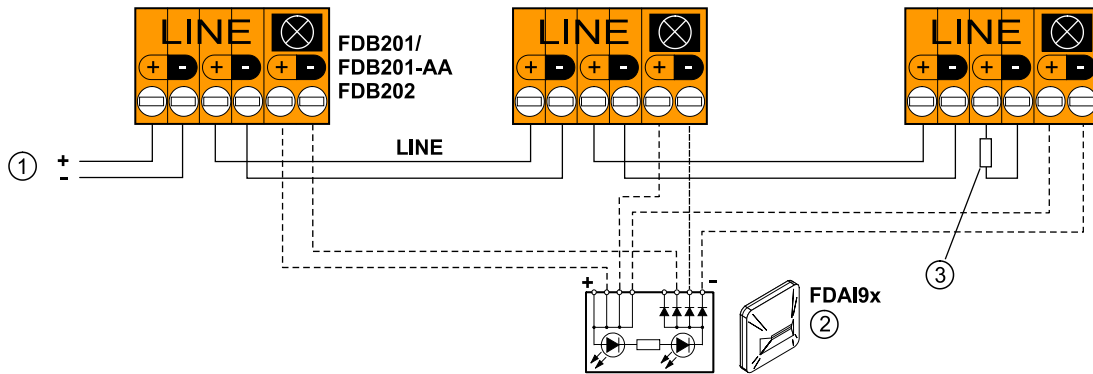 LINE LINE LINE
+ - + - + - + - + - + - + - + - + -
FDB201/
FDB201-AA
FDB202
1 + -
LINE
3
+ -
FDAI9x
2